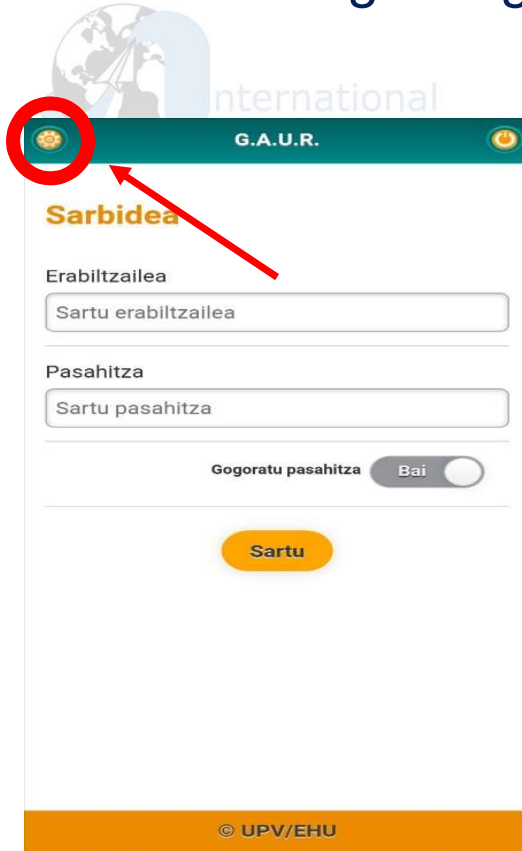 nternational
G.A.U.R.
Sarbidea
Erabiltzailea
Sartu erabiltzailea
Pasahitza
Sartu pasahitza
Gogoratu pasahitza Bai
Sartu
© UPV/EHU